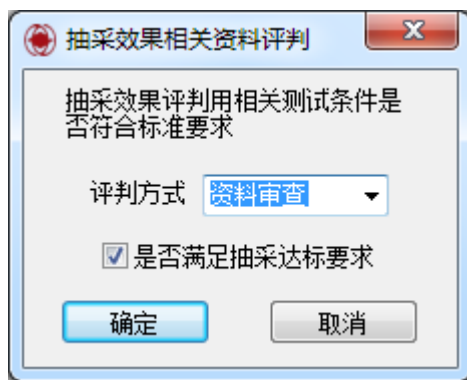 抽采效果相关资料评判
抽采效果评判用相关测试条件是
否符合标准要求
评判方式 资料审查
是否满足抽采达标要求
确定 取消